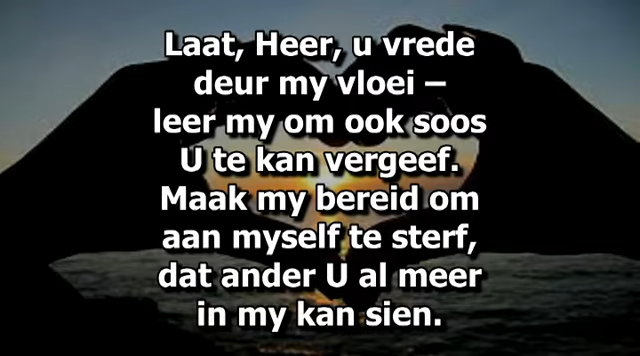 Laat, Heer, u vrede
deur my vloei –
leer my om ook soos
U te kan vergeef.
Maak my bereid om
aan myself te sterf,
dat ander U al meer
in my kan sien.